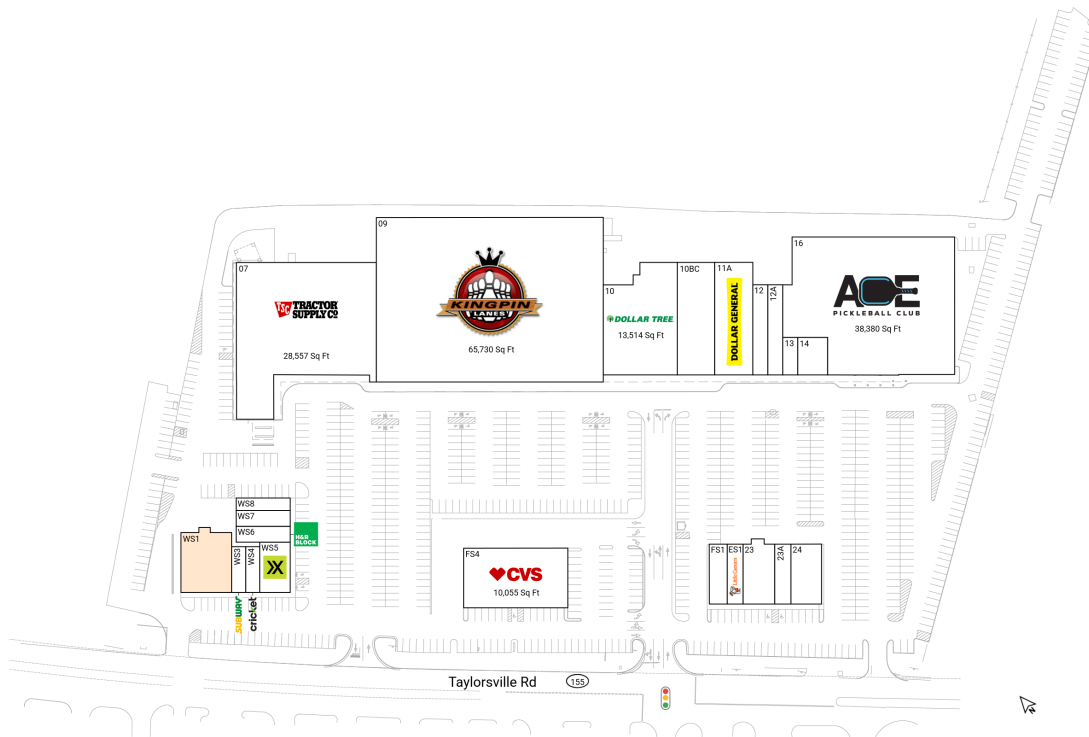 09
16
07
10
10BC
11A
TSC TRACTOR
SUPPLY CO
28,557 Sq Ft
KINGPIN
LANES
65,730 Sq Ft
DOLLAR TREE
13,514 Sq Ft
DOLLAR GENERAL
12
12A
13
14
ACE
PICKLEBALL CLUB
38,380 Sq Ft
WS8
WS7
WS6
WS1
WS3
WS4
WS5
H&R
BLOCK
SUBWAY
cricket
FS4
CVS
10,055 Sq Ft
FS1
ES1
23
23A
24
Little Caesars
Taylorsville Rd
155
N